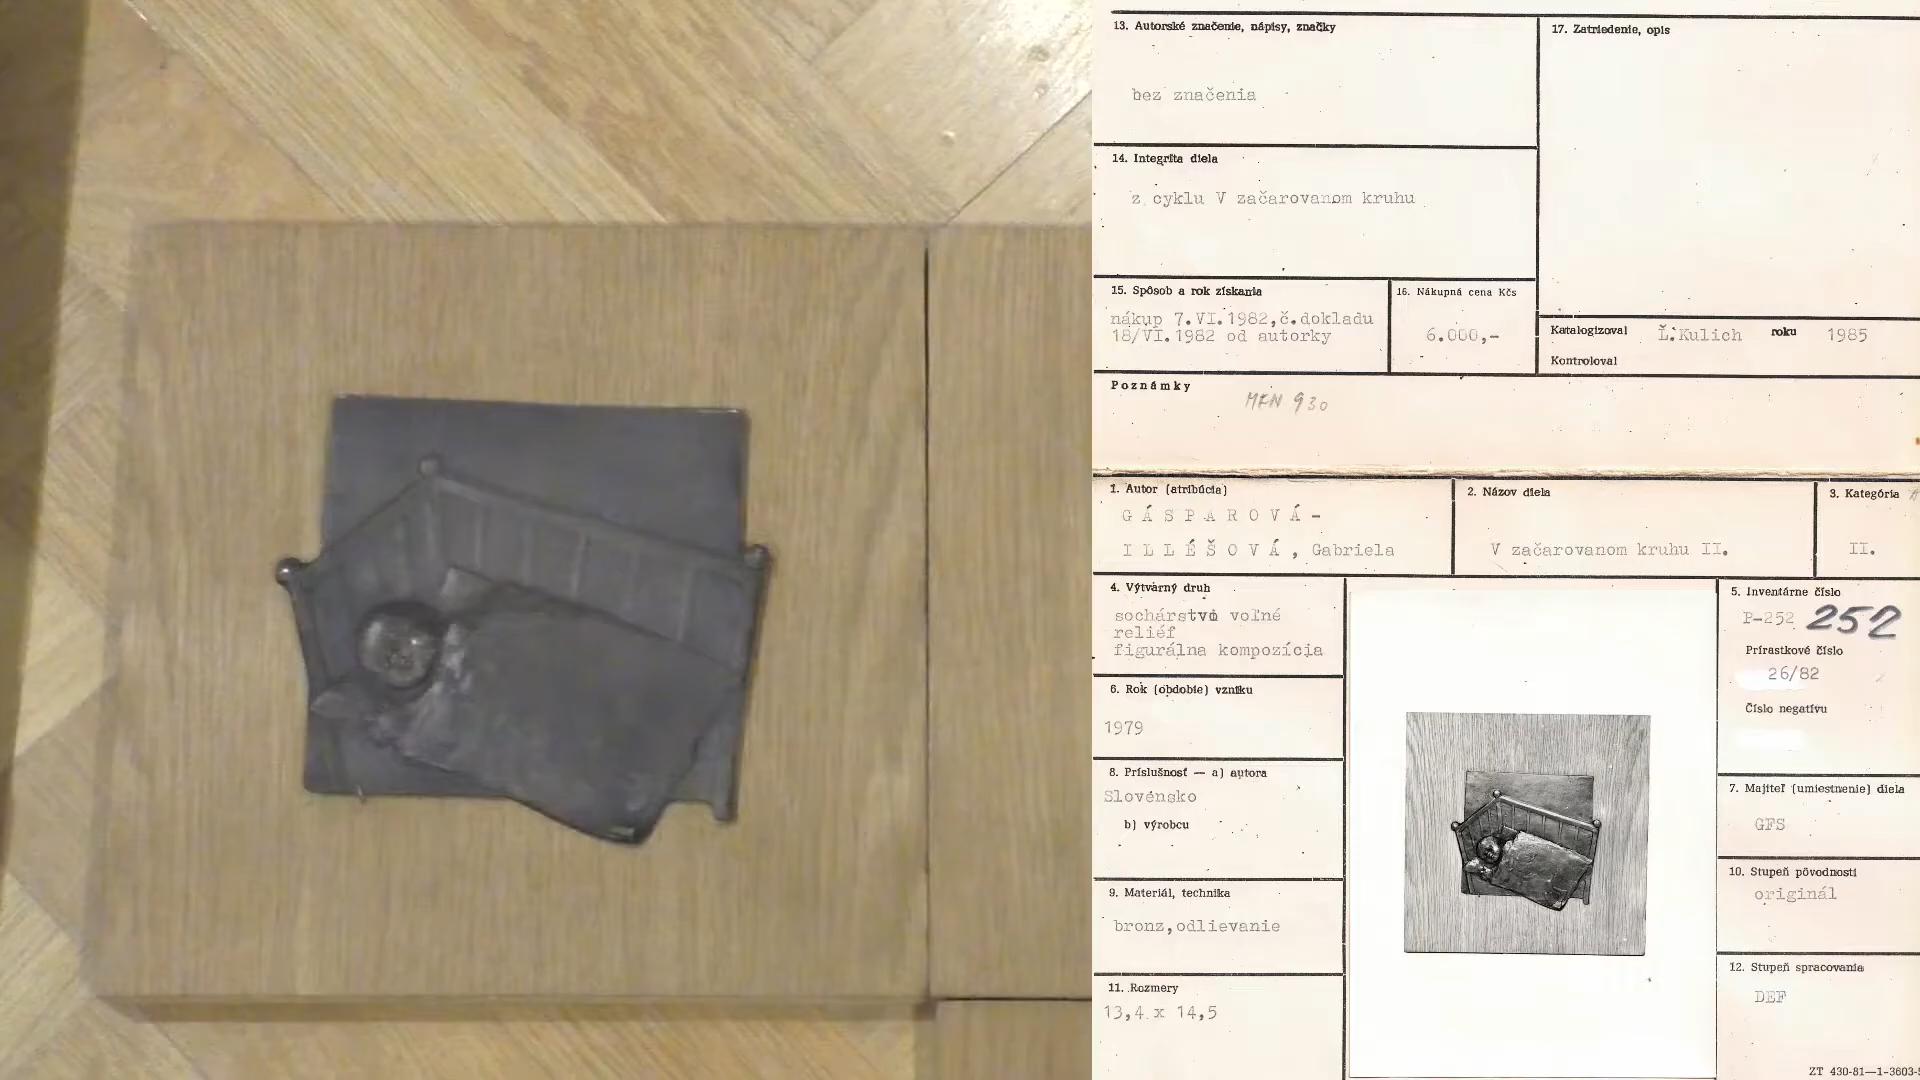 13. Autorské značenie, nápisy, značky
bez značenia
17. Zatriedenie, opis
14. Integrita diela
z cyklu V začarovanom kruhu
15. Spôsob a rok získania
nákup 7.VI.1982,č.dokladu
18/VI.1982 od autorky
16. Nákupná cena Kčs
6.000,-
Katalogizoval Ľ.Kulich roku 1985
Kontroloval
Poznámky
MFN 930
1. Autor (atribúcia)
G Á S P A R O V Á -
I L L É Š O V Á , Gabriela
2. Názov diela
V začarovanom kruhu II.
3. Kategória
II.
4. Výtvarný druh
sochárstvo voľné
reliéf
figurálna kompozícia
5. Inventárne číslo
P-252 252
Prírastkové číslo
26/82
Číslo negatívu
6. Rok (obdobie) vzniku
1979
7. Majiteľ (umiestnenie) diela
GFS
8. Príslušnosť — a) autora
Slovensko
b) výrobcu
9. Materiál, technika
bronz,odlievanie
10. Stupeň pôvodnosti
originál
11. Rozmery
13,4 x 14,5
12. Stupeň spracovania
DEF
ZT 430-81—1-3603-